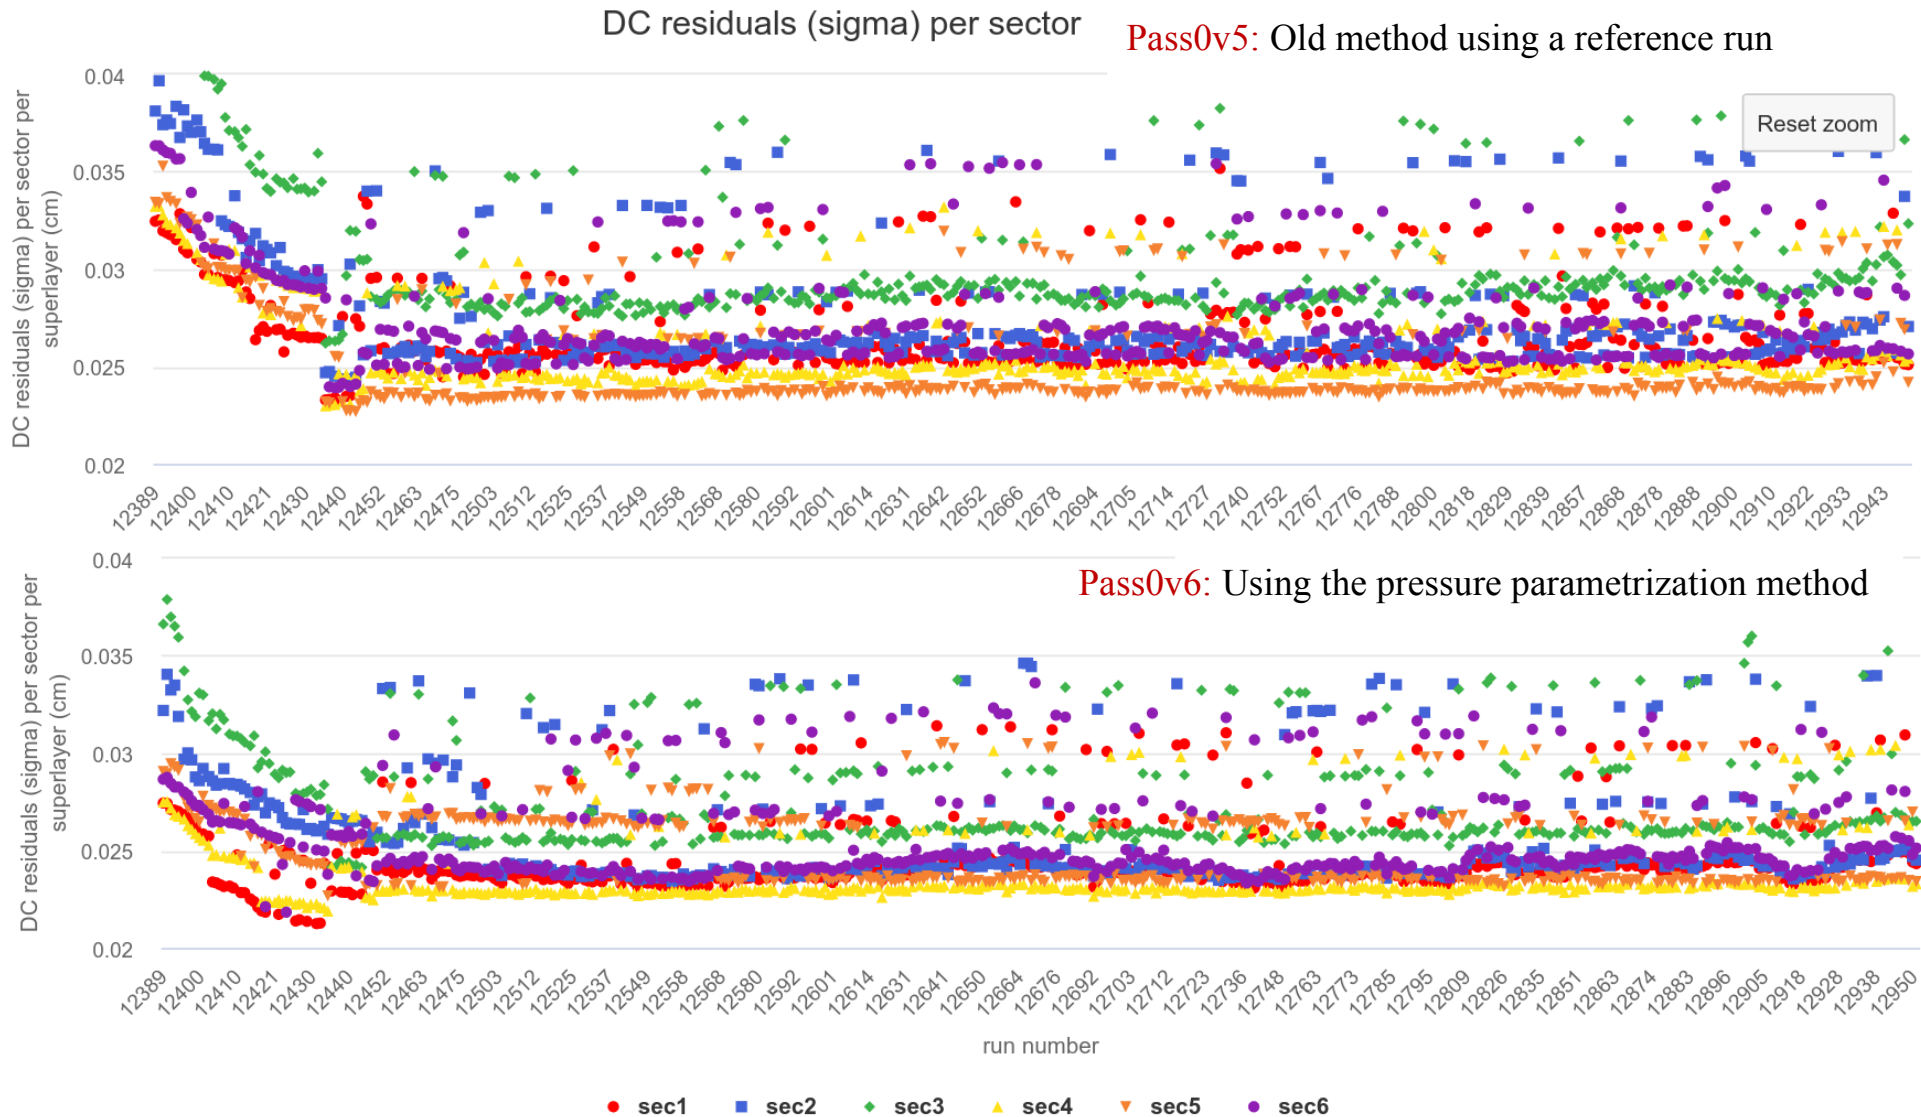 DC residuals (sigma) per sector
Pass0v5: Old method using a reference run
Reset zoom
DC residuals (sigma) per sector per
superlayer (cm)
0.04
0.035
0.03
0.025
0.02
12389 12400 12410 12421 12430 12440 12452 12463 12475 12503 12512 12525 12537 12549 12558 12568 12580 12592 12601 12614 12631 12642 12652 12666 12678 12694 12705 12714 12727 12740 12752 12767 12776 12788 12800 12818 12829 12839 12857 12868 12878 12888 12900 12910 12922 12933 12943
Pass0v6: Using the pressure parametrization method
DC residuals (sigma) per sector per
superlayer (cm)
0.04
0.035
0.03
0.025
0.02
12389 12400 12410 12421 12430 12440 12452 12463 12475 12503 12512 12525 12537 12549 12558 12568 12580 12592 12601 12614 12631 12641 12650 12664 12676 12692 12703 12712 12723 12736 12748 12763 12773 12785 12795 12809 12826 12835 12851 12863 12874 12883 12896 12905 12918 12928 12938 12950
run number
sec1 sec2 sec3 sec4 sec5 sec6